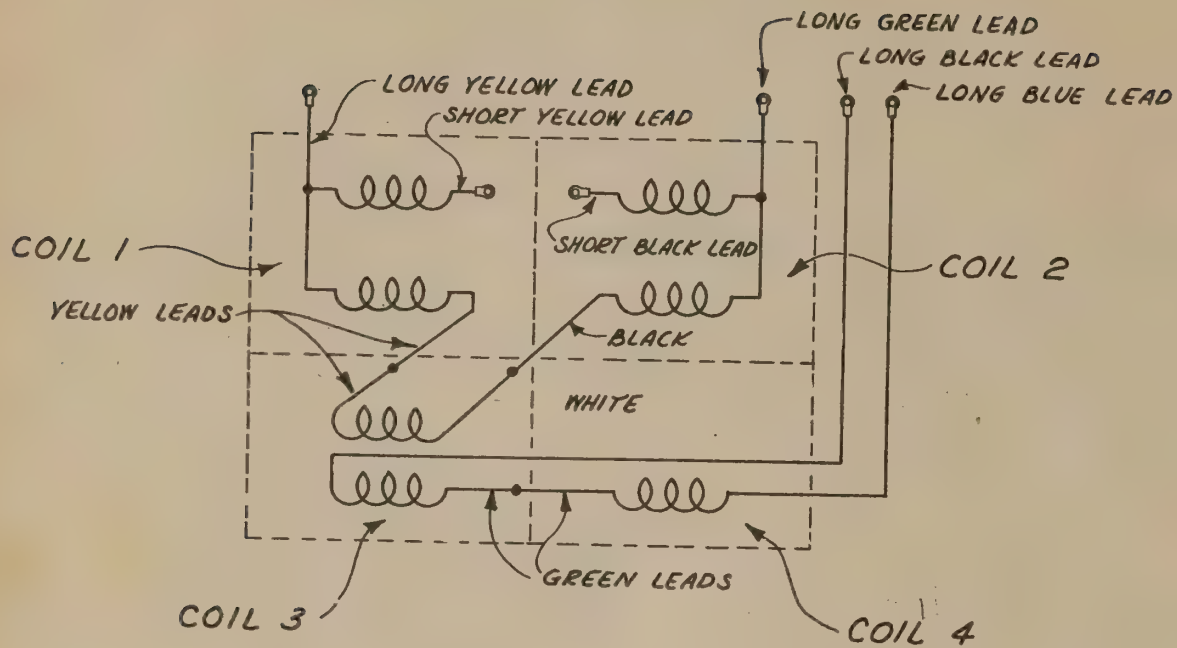 LONG GREEN LEAD
LONG BLACK LEAD
LONG YELLOW LEAD
LONG BLUE LEAD
SHORT YELLOW LEAD
COIL 1
SHORT BLACK LEAD
COIL 2
YELLOW LEADS
BLACK
WHITE
GREEN LEADS
COIL 3
COIL 4